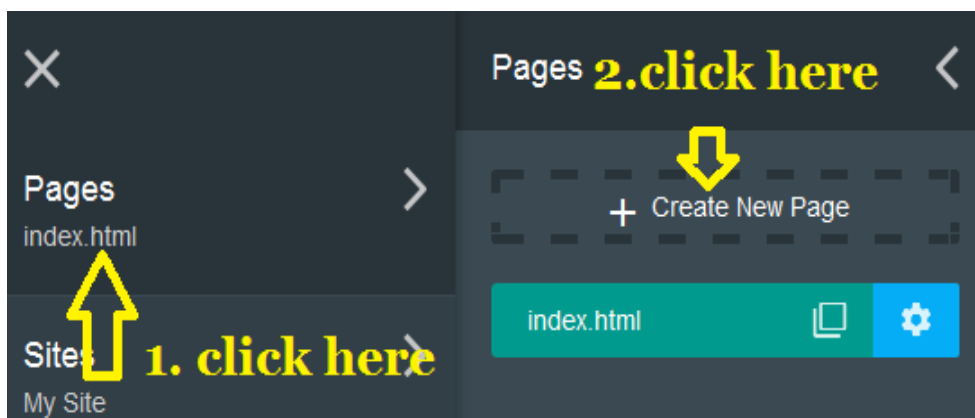 Pages
index.html
1. click here
Sites
My Site
Pages
2.click here
+ Create New Page
index.html